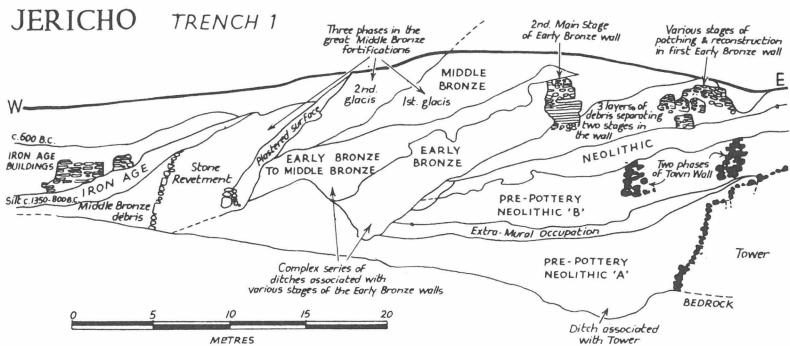 JERICHO TRENCH 1
Three phases in the
great Middle Bronze
fortifications
2nd. Main Stage
of Early Bronze wall
Various stages of
patching & reconstruction
in first Early Bronze wall
W
E
2nd.
glacis
1st. glacis
MIDDLE
BRONZE
3 layers of
debris separating
two stages in
the wall
Plastered surface
c. 600 B.C.
IRON AGE
BUILDINGS
IRON AGE
Silt c.1350-800 B.C.
Middle Bronze
debris
Stone
Revetment
EARLY BRONZE
TO MIDDLE BRONZE
EARLY
BRONZE
NEOLITHIC
Two phases
of Town Wall
PRE-POTTERY
NEOLITHIC 'B'
Extra-Mural Occupation
PRE-POTTERY
NEOLITHIC 'A'
Tower
BEDROCK
Complex series of
ditches associated with
various stages of the Early Bronze walls
Ditch associated
with Tower
0 5 10 15 20
METRES